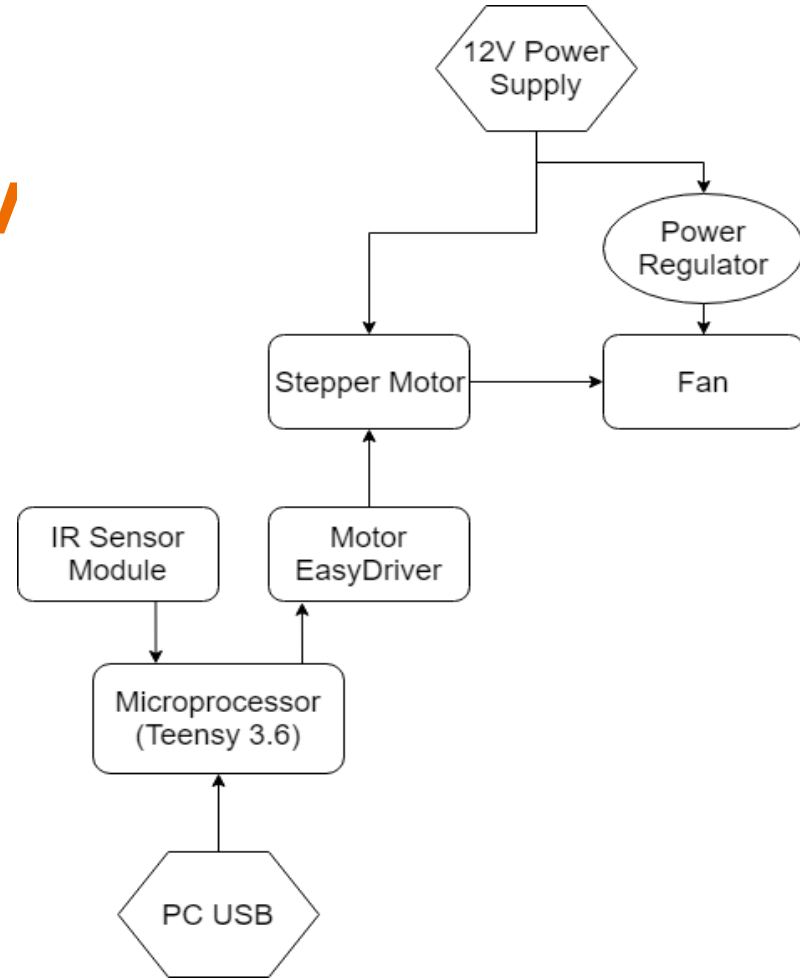 12V Power
Supply
Power
Regulator
Stepper Motor
Fan
IR Sensor
Module
Motor
EasyDriver
Microprocessor
(Teensy 3.6)
PC USB